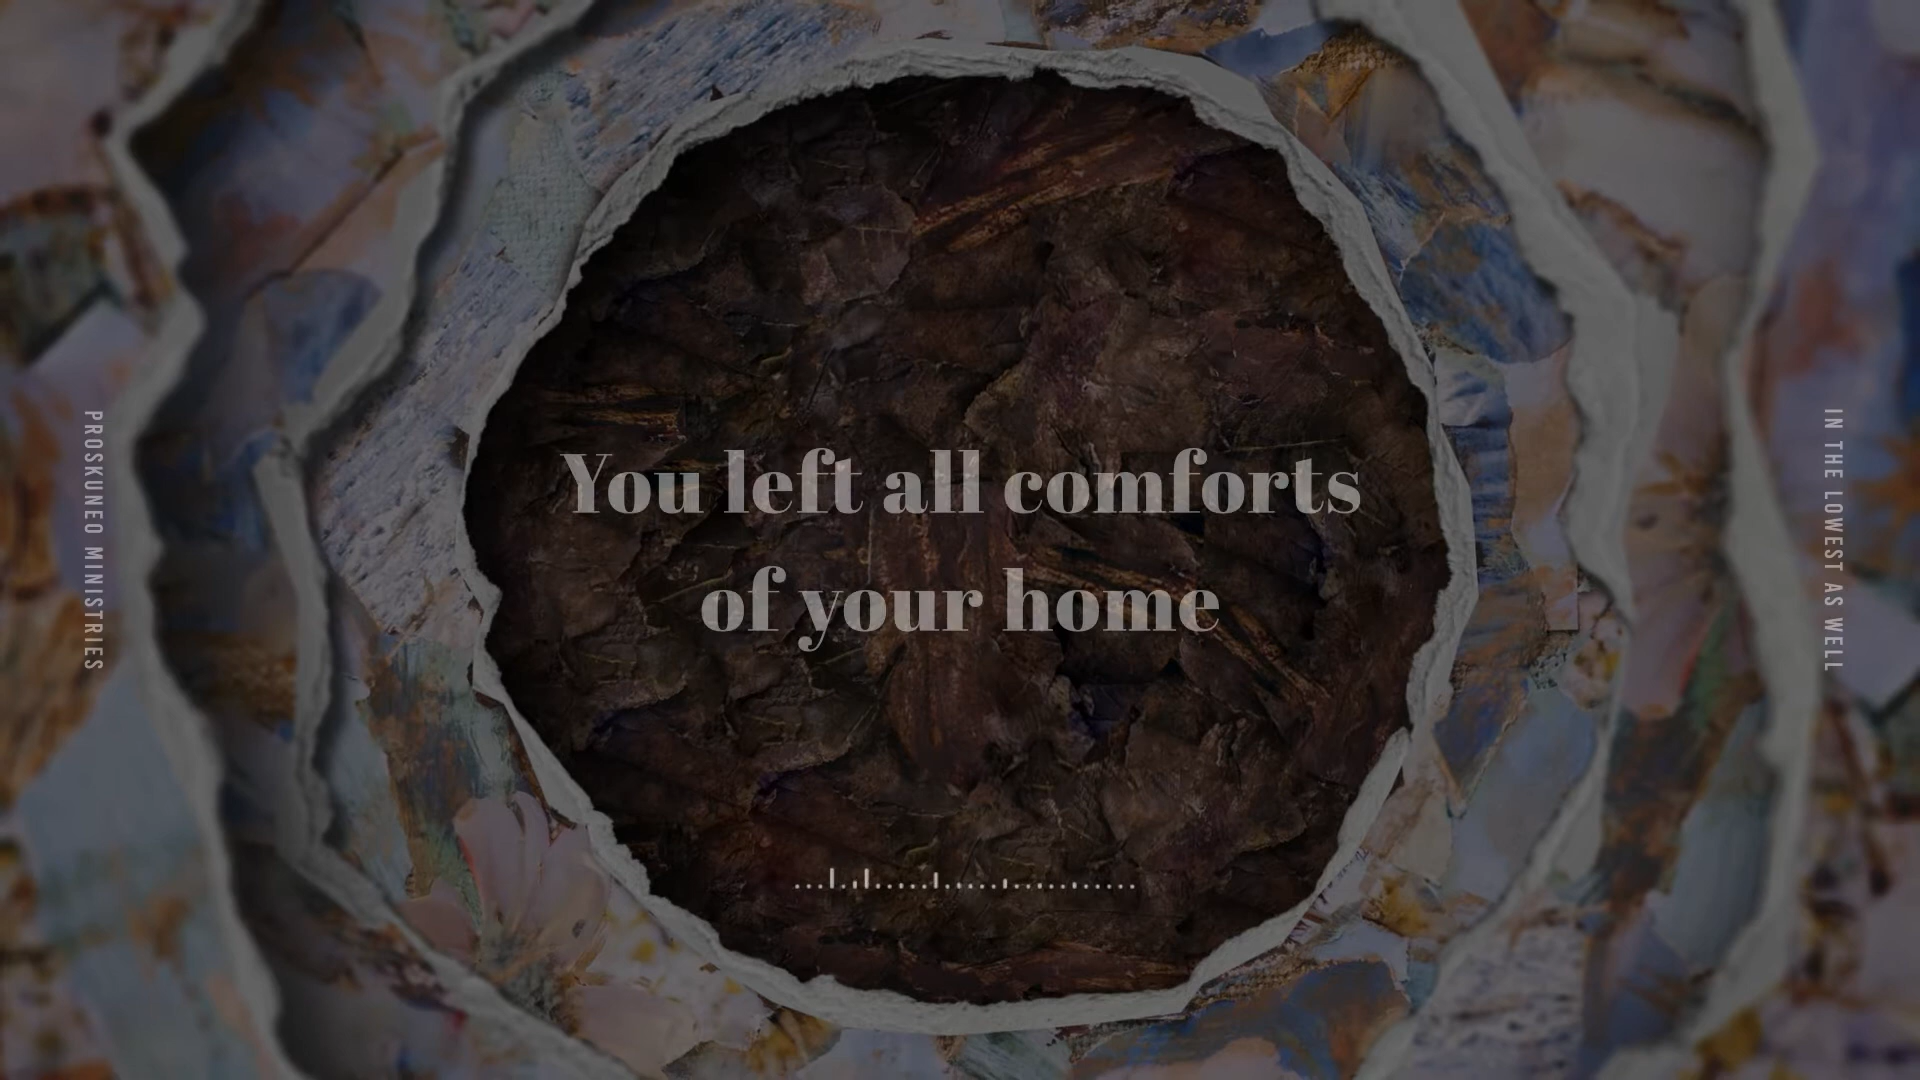 You left all comforts
of your home
PROSKUNEO MINISTRIES
IN THE LOWEST AS WELL